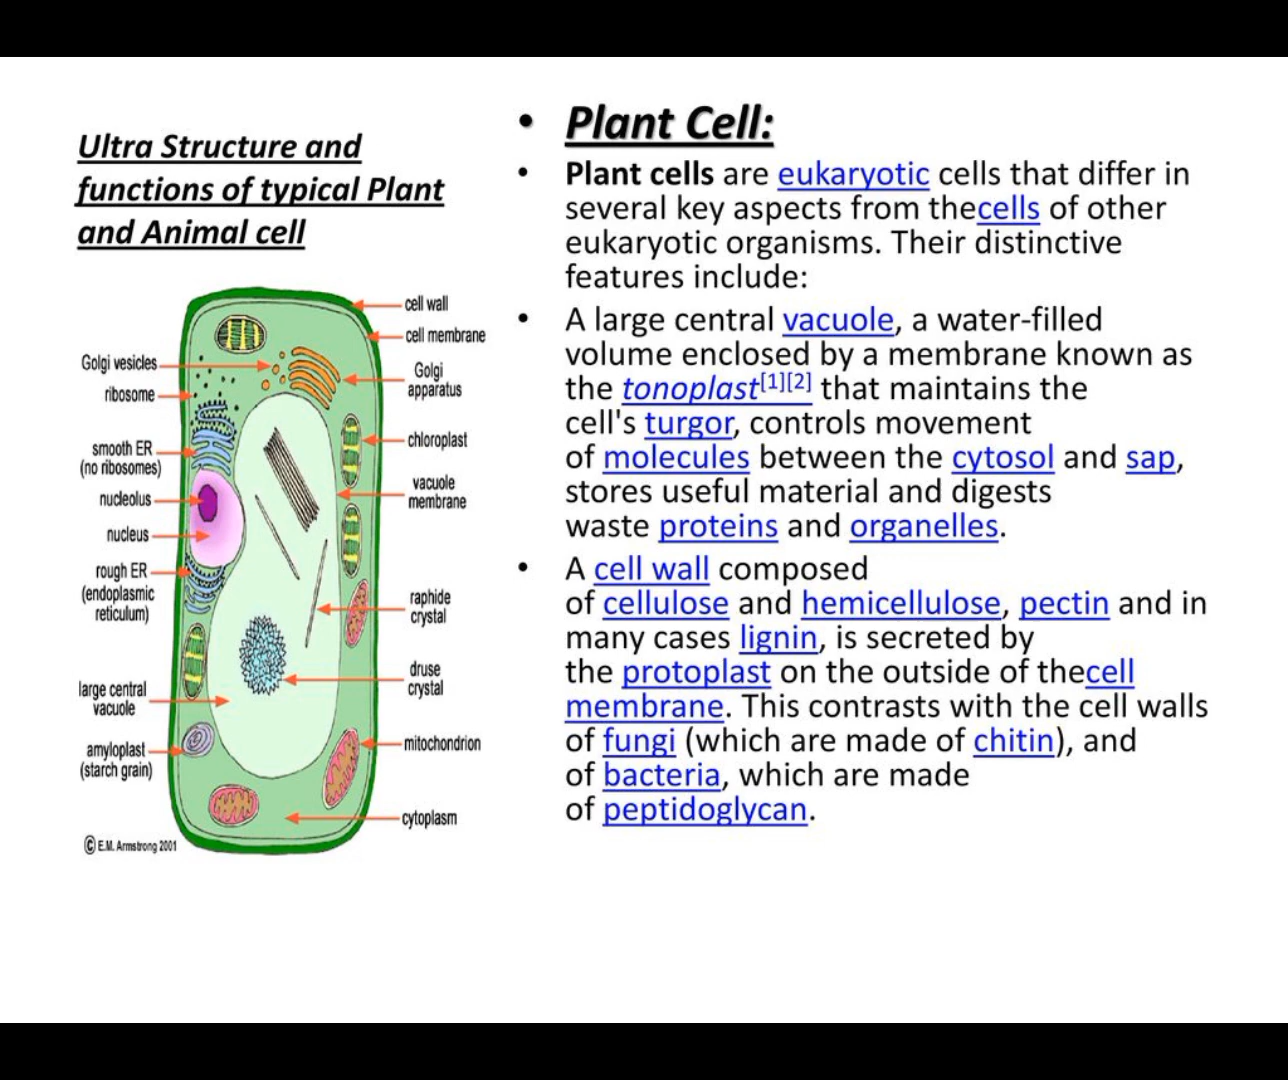 Ultra Structure and
functions of typical Plant
and Animal cell
cell wall
cell membrane
Golgi vesicles
Golgi
apparatus
ribosome
chloroplast
smooth ER
(no ribosomes)
vacuole
membrane
nucleolus
nucleus
rough ER
(endoplasmic
reticulum)
raphide
crystal
druse
crystal
large central
vacuole
amyloplast
(starch grain)
mitochondrion
cytoplasm
© E.M. Armstrong 2001
• Plant Cell:
• Plant cells are eukaryotic cells that differ in
several key aspects from thecells of other
eukaryotic organisms. Their distinctive
features include:
• A large central vacuole, a water-filled
volume enclosed by a membrane known as
the tonoplast[1][2] that maintains the
cell's turgor, controls movement
of molecules between the cytosol and sap,
stores useful material and digests
waste proteins and organelles.
• A cell wall composed
of cellulose and hemicellulose, pectin and in
many cases lignin, is secreted by
the protoplast on the outside of thecell
membrane. This contrasts with the cell walls
of fungi (which are made of chitin), and
of bacteria, which are made
of peptidoglycan.